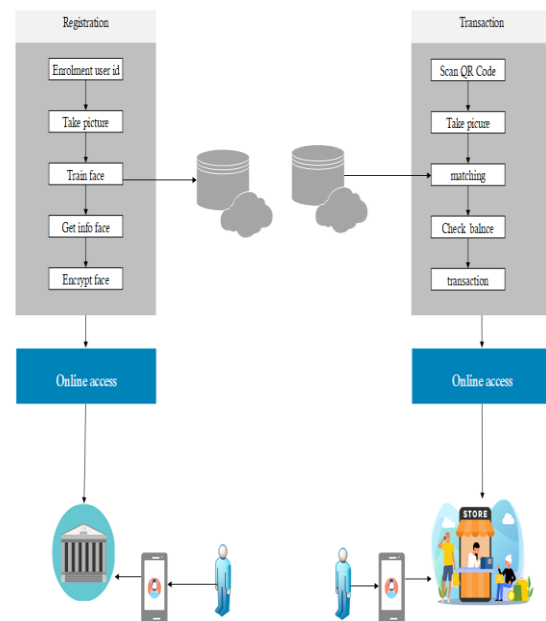 Registration
Enrolment user id
Take picture
Train face
Get info face
Encrypt face
Online access
Transaction
Scan QR Code
Take picure
matching
Check balnce
transaction
Online access
STORE